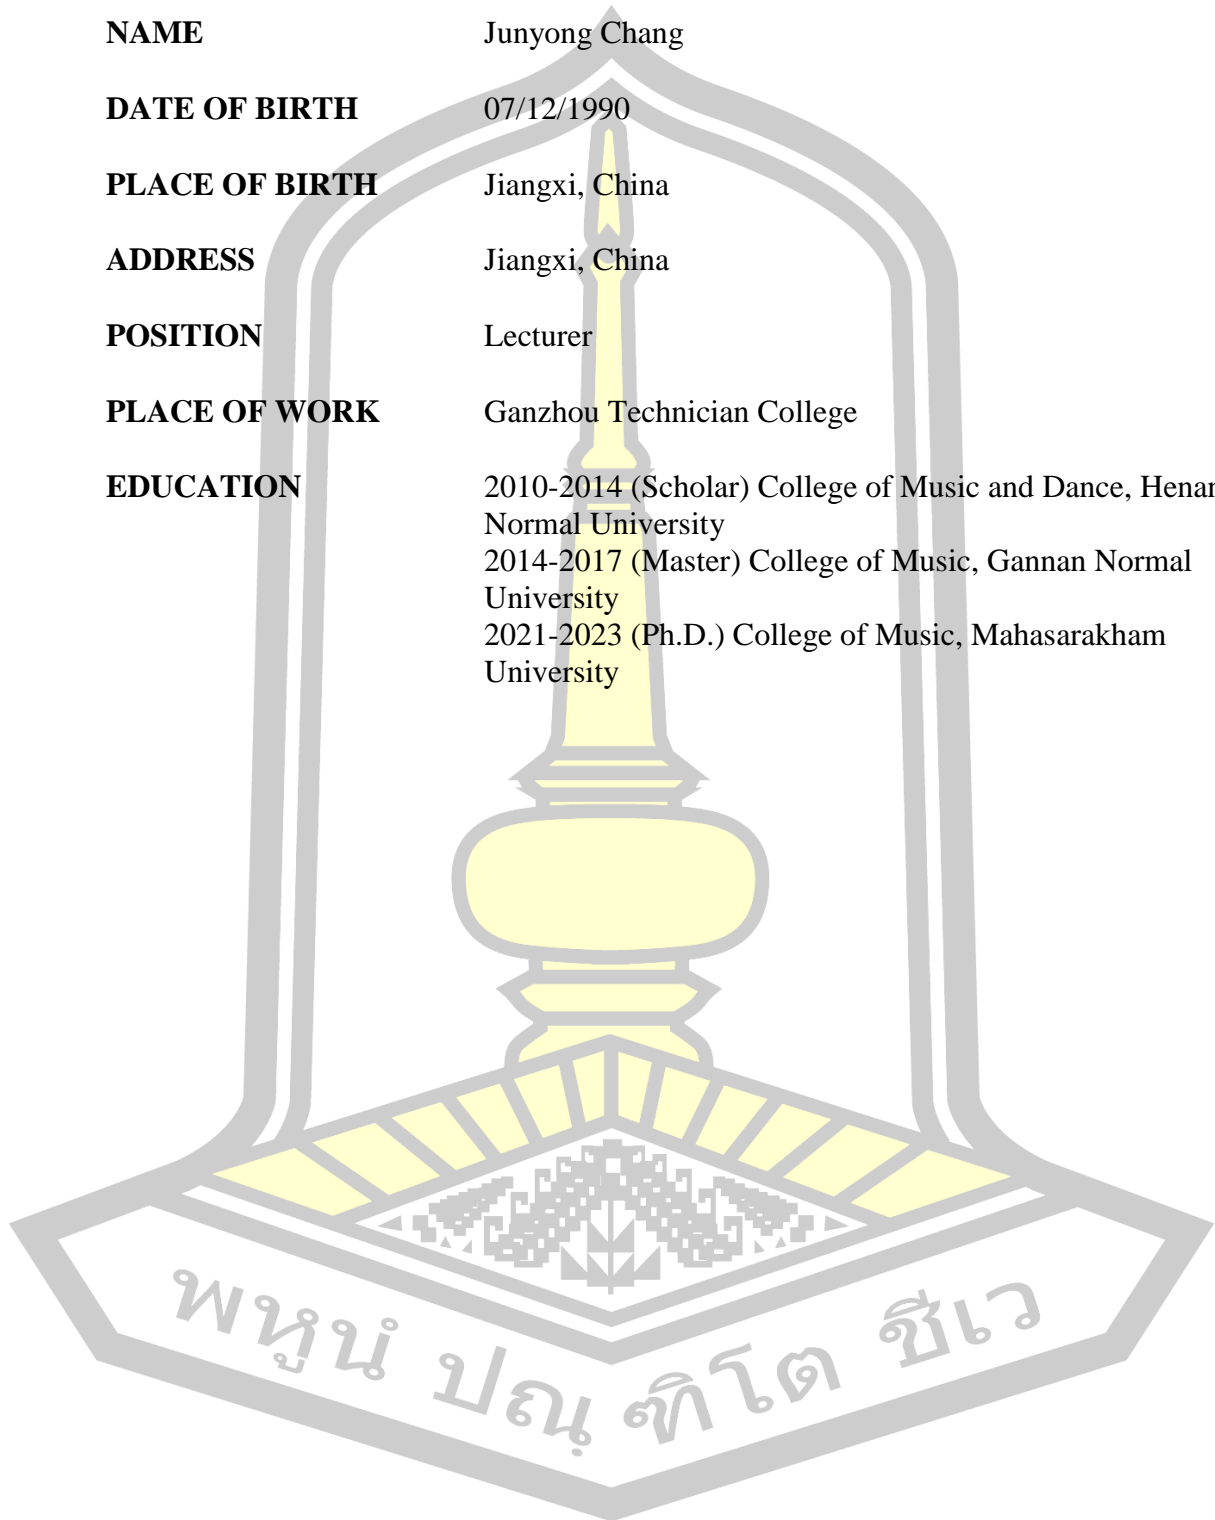 NAME Junyong Chang
DATE OF BIRTH 07/12/1990
PLACE OF BIRTH Jiangxi, China
ADDRESS Jiangxi, China
POSITION Lecturer
PLACE OF WORK Ganzhou Technician College
EDUCATION 2010-2014 (Scholar) College of Music and Dance, Henan
Normal University
2014-2017 (Master) College of Music, Gannan Normal
University
2021-2023 (Ph.D.) College of Music, Mahasarakham
University
พหูนํ ปณฺ ฑิโต ชีเว